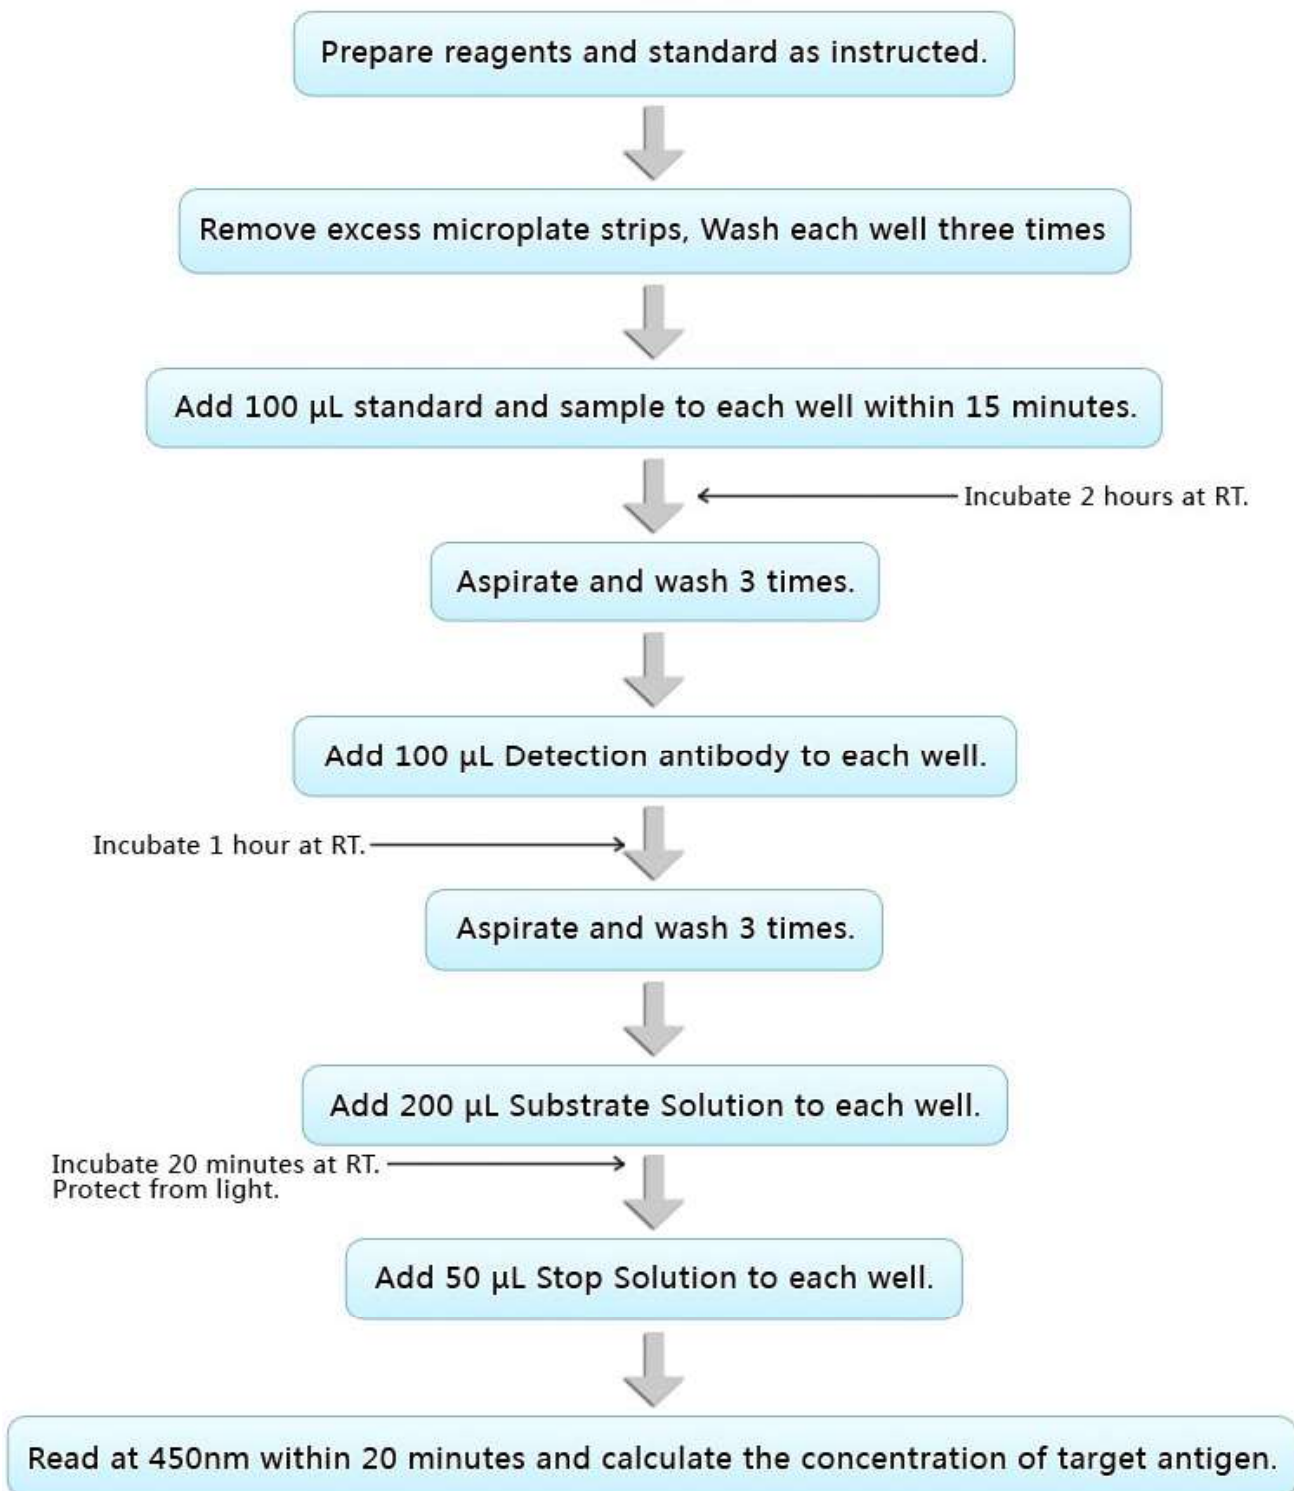 Prepare reagents and standard as instructed.
Remove excess microplate strips, Wash each well three times
Add 100 μL standard and sample to each well within 15 minutes.
Incubate 2 hours at RT.
Aspirate and wash 3 times.
Add 100 μL Detection antibody to each well.
Incubate 1 hour at RT.
Aspirate and wash 3 times.
Add 200 μL Substrate Solution to each well.
Incubate 20 minutes at RT.
Protect from light.
Add 50 μL Stop Solution to each well.
Read at 450nm within 20 minutes and calculate the concentration of target antigen.